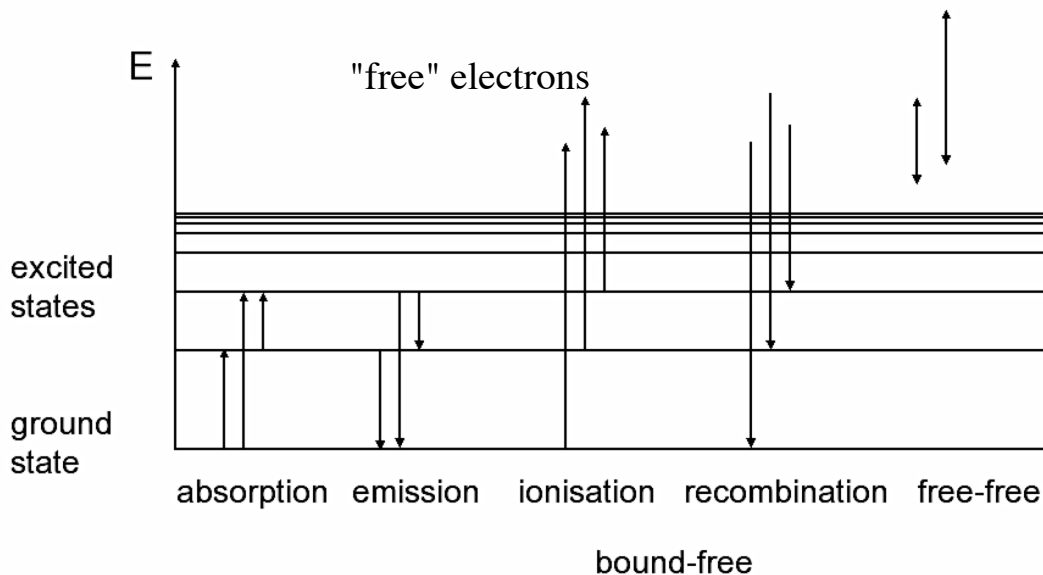 E
"free" electrons
excited
states
ground
state
absorption emission ionisation recombination free-free
bound-free